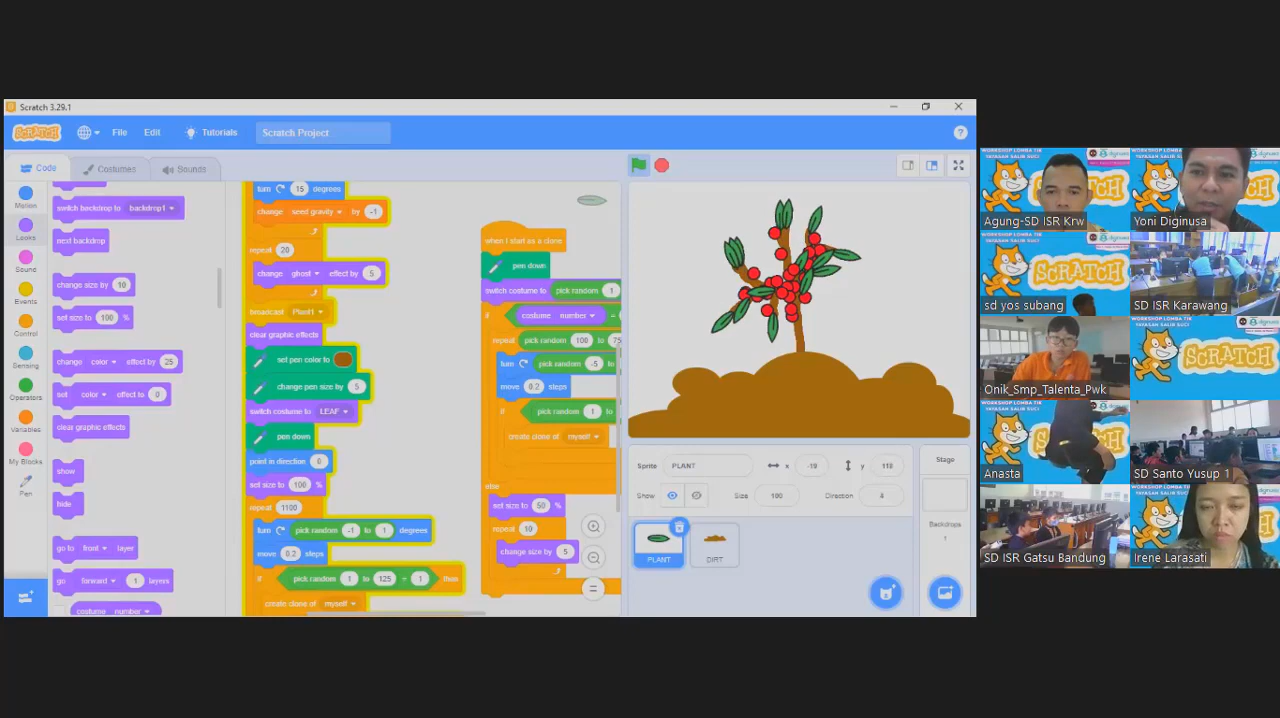 Scratch 3.29.1
SCRATCH
File
Edit
Tutorials
Scratch Project
?
Code
Costumes
Sounds
Motion
Looks
Sound
Events
Control
Sensing
Operators
Variables
My Blocks
Pen
switch backdrop to backdrop1
next backdrop
change size by 10
set size to 100 %
change color effect by 25
set color effect to 0
clear graphic effects
show
hide
go to front layer
go forward 1 layers
costume number
turn 15 degrees
change seed gravity by -1
repeat 20
change ghost effect by 5
broadcast Plant1
clear graphic effects
set pen color to
change pen size by 5
switch costume to LEAF
pen down
point in direction 0
set size to 100 %
repeat 1100
turn pick random -1 to 1 degrees
move 0.2 steps
if pick random 1 to 125 = 1 then
create clone of myself
when I start as a clone
pen down
switch costume to pick random 1
if costume number =
repeat pick random 100 to 75
turn pick random -5 to
move 0.2 steps
if pick random 1 to
create clone of myself
else
set size to 50 %
repeat 10
change size by 5
Sprite PLANT
x -19
y 118
Show
Size 100
Direction 4
PLANT
DIRT
Stage
Backdrops
1
WORKSHOP LOMBA TIK
YAYASAN SALIB SUCI
diginusa
SCRATCH
Agung-SD ISR Krw
Yoni Diginusa
sd yos subang
SD ISR Karawang
Onik_Smp_Talenta_Pwk
SCRATCH
Anasta
SD Santo Yusup 1
SD ISR Gatsu Bandung
Irene Larasati